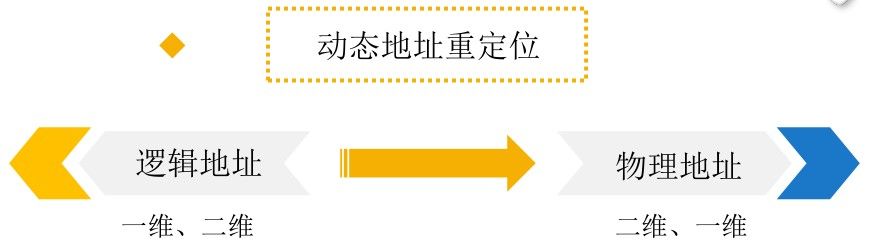 动态地址重定位
逻辑地址
物理地址
一维、二维
二维、一维